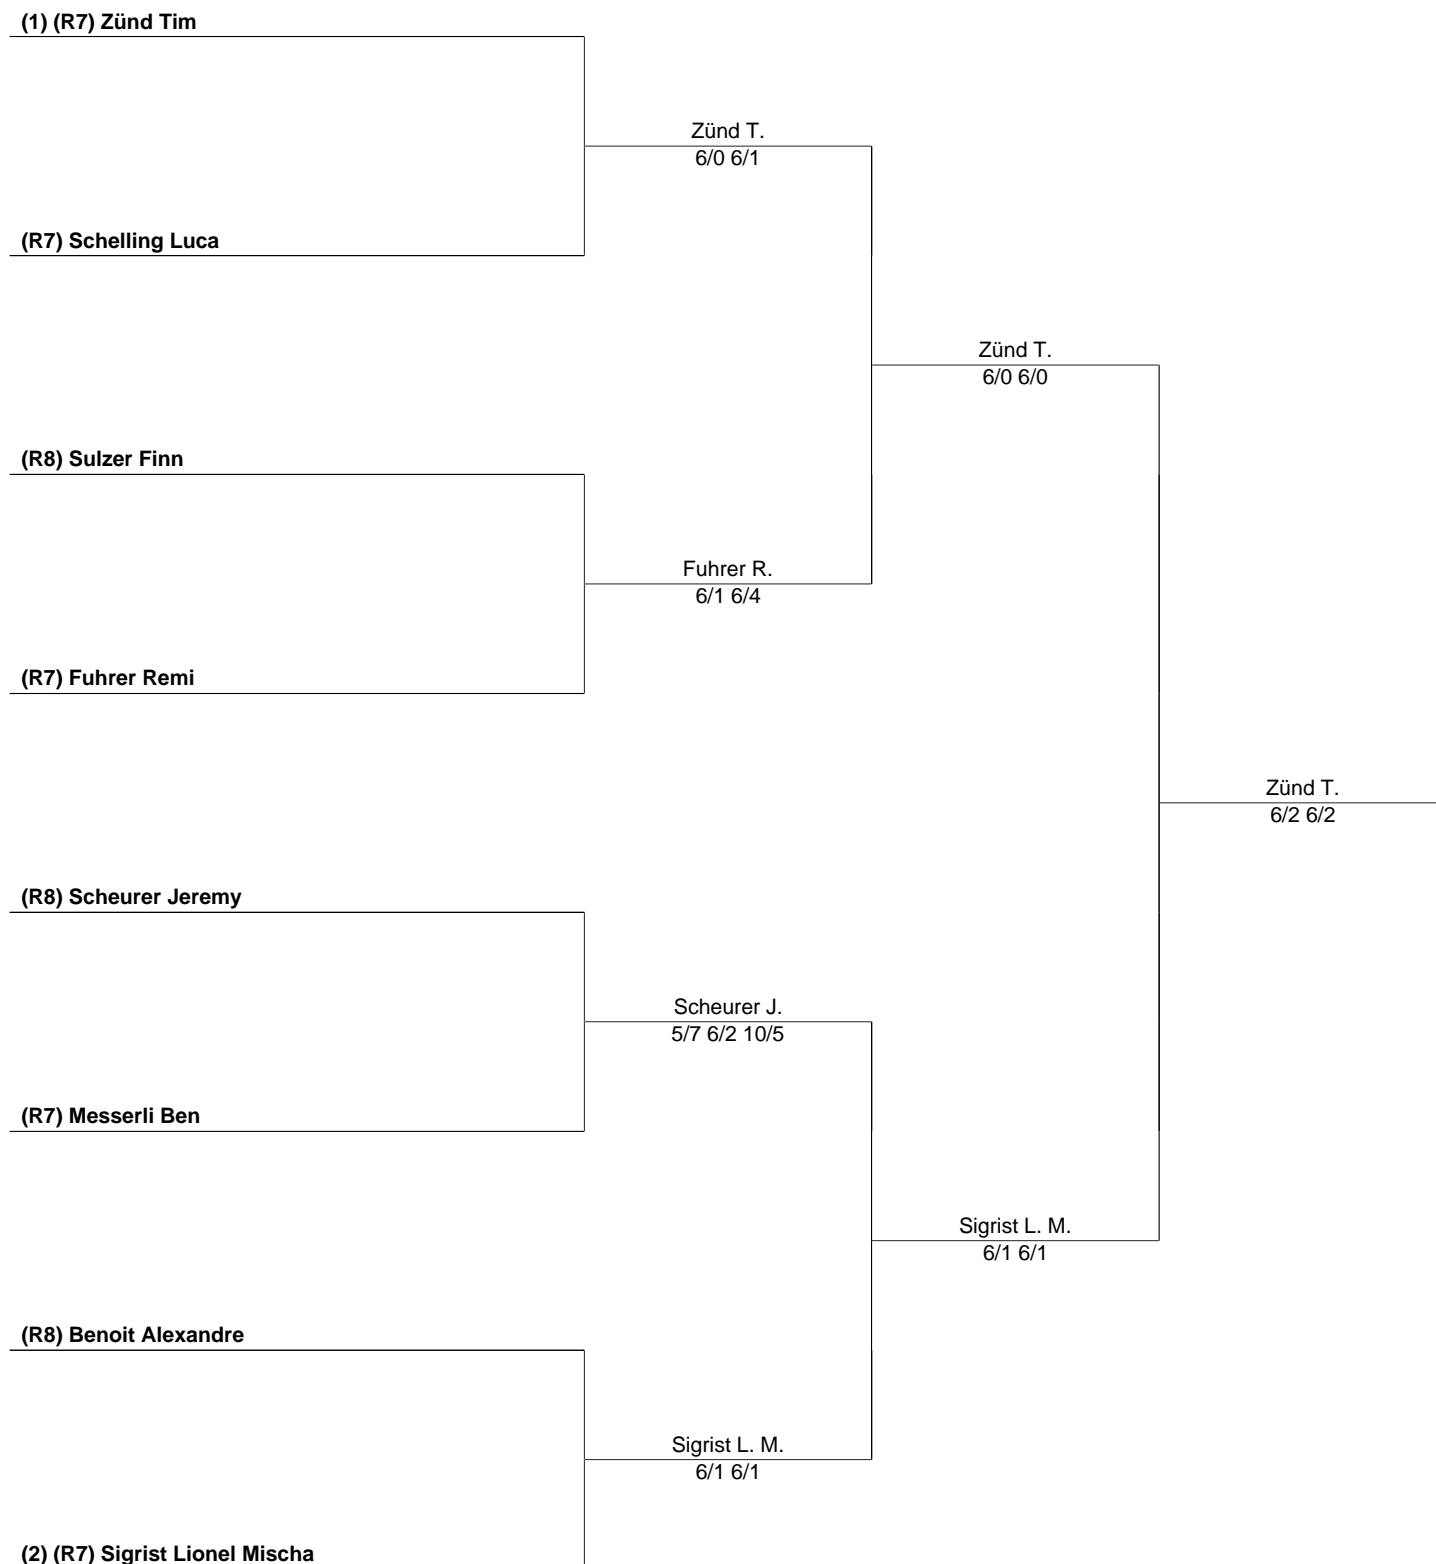 (1) (R7) Zünd Tim
Zünd T.
6/0 6/1
(R7) Schelling Luca
Zünd T.
6/0 6/0
(R8) Sulzer Finn
Fuhrer R.
6/1 6/4
(R7) Fuhrer Remi
Zünd T.
6/2 6/2
(R8) Scheurer Jeremy
Scheurer J.
5/7 6/2 10/5
(R7) Messerli Ben
Sigrist L. M.
6/1 6/1
(R8) Benoit Alexandre
Sigrist L. M.
6/1 6/1
(2) (R7) Sigrist Lionel Mischa